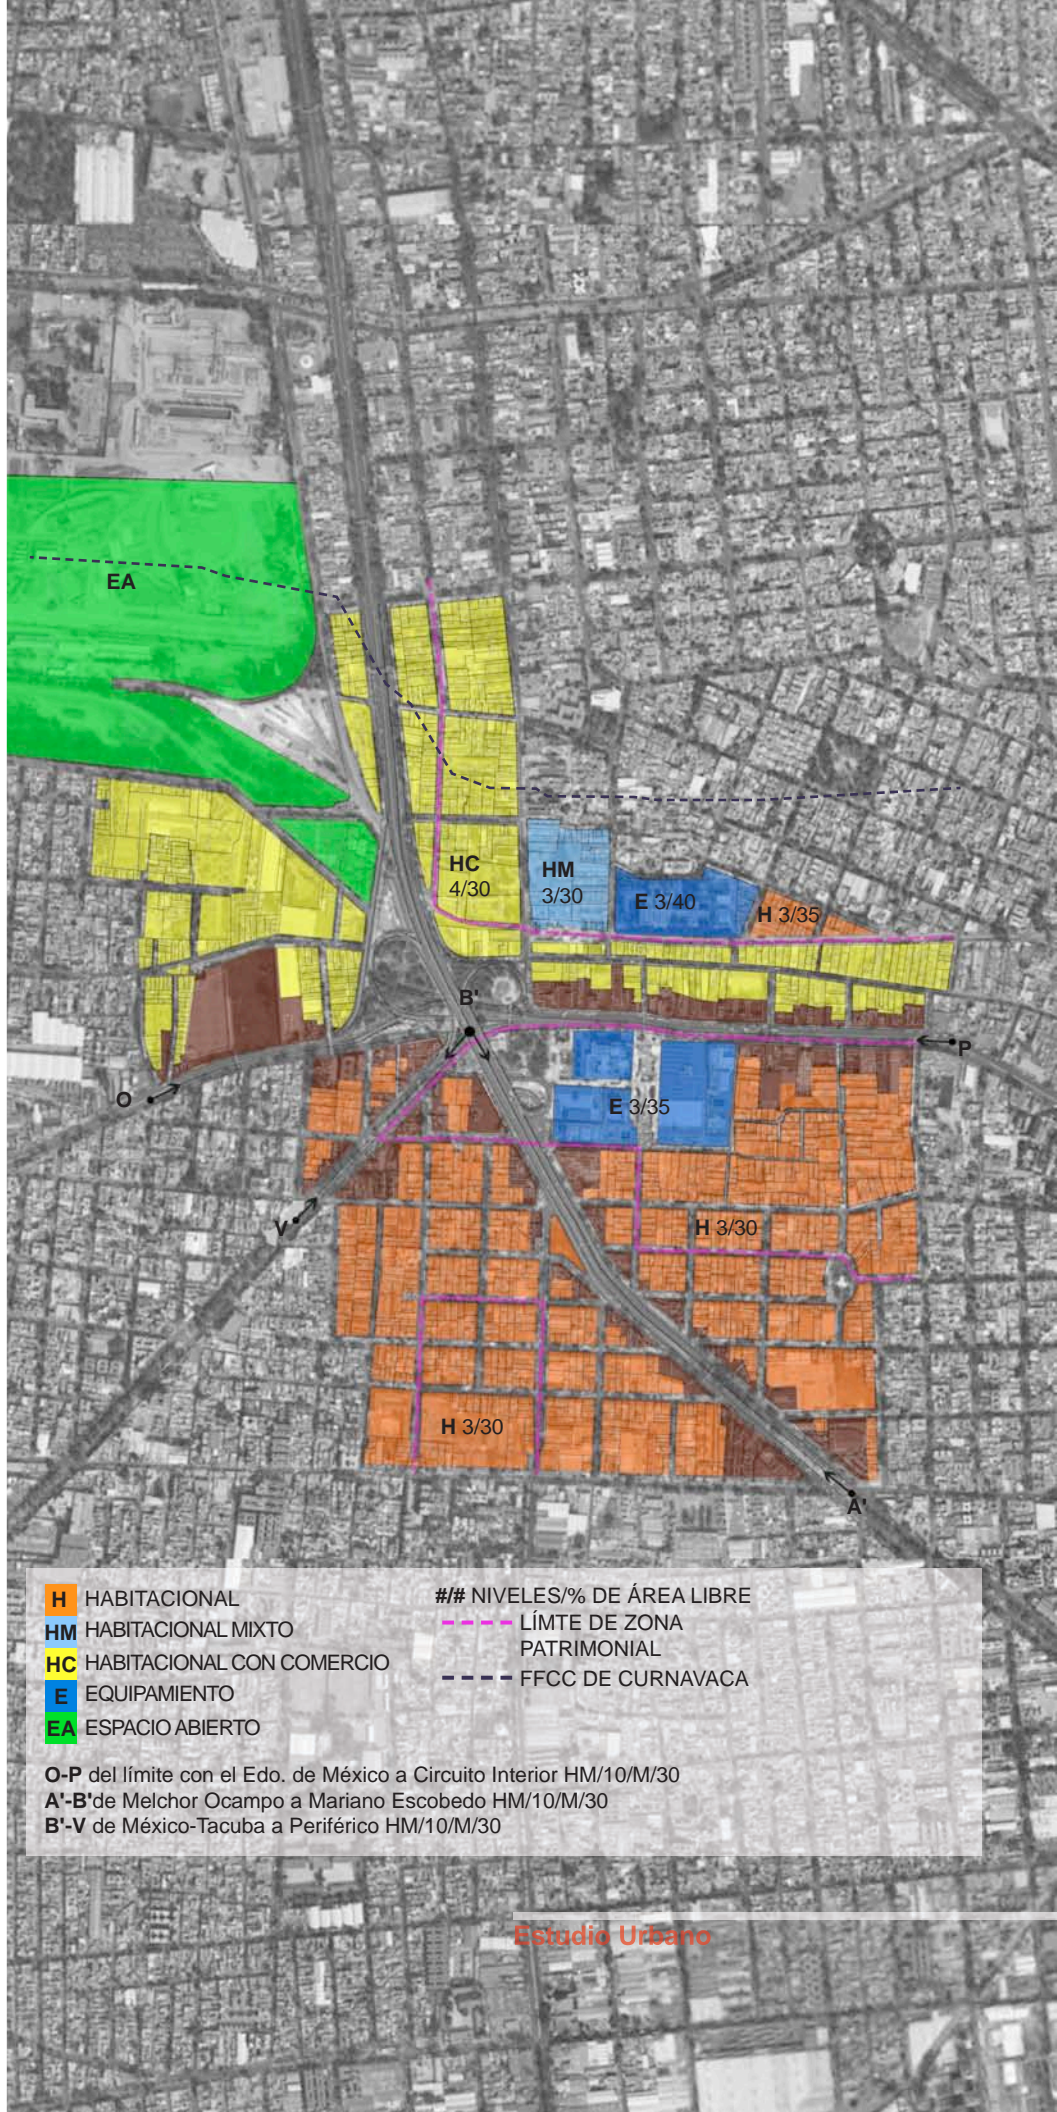 EA
HC
4/30
HM
3/30
E 3/40
H 3/35
B'
P
O
E 3/35
V
H 3/30
H 3/30
A'
H HABITACIONAL
HM HABITACIONAL MIXTO
HC HABITACIONAL CON COMERCIO
E EQUIPAMIENTO
EA ESPACIO ABIERTO
#/# NIVELES/% DE ÁREA LIBRE
LÍMTE DE ZONA
PATRIMONIAL
FFCC DE CURNAVACA
O-P del límite con el Edo. de México a Circuito Interior HM/10/M/30
A'-B'de Melchor Ocampo a Mariano Escobedo HM/10/M/30
B'-V de México-Tacuba a Periférico HM/10/M/30
Estudio Urbano